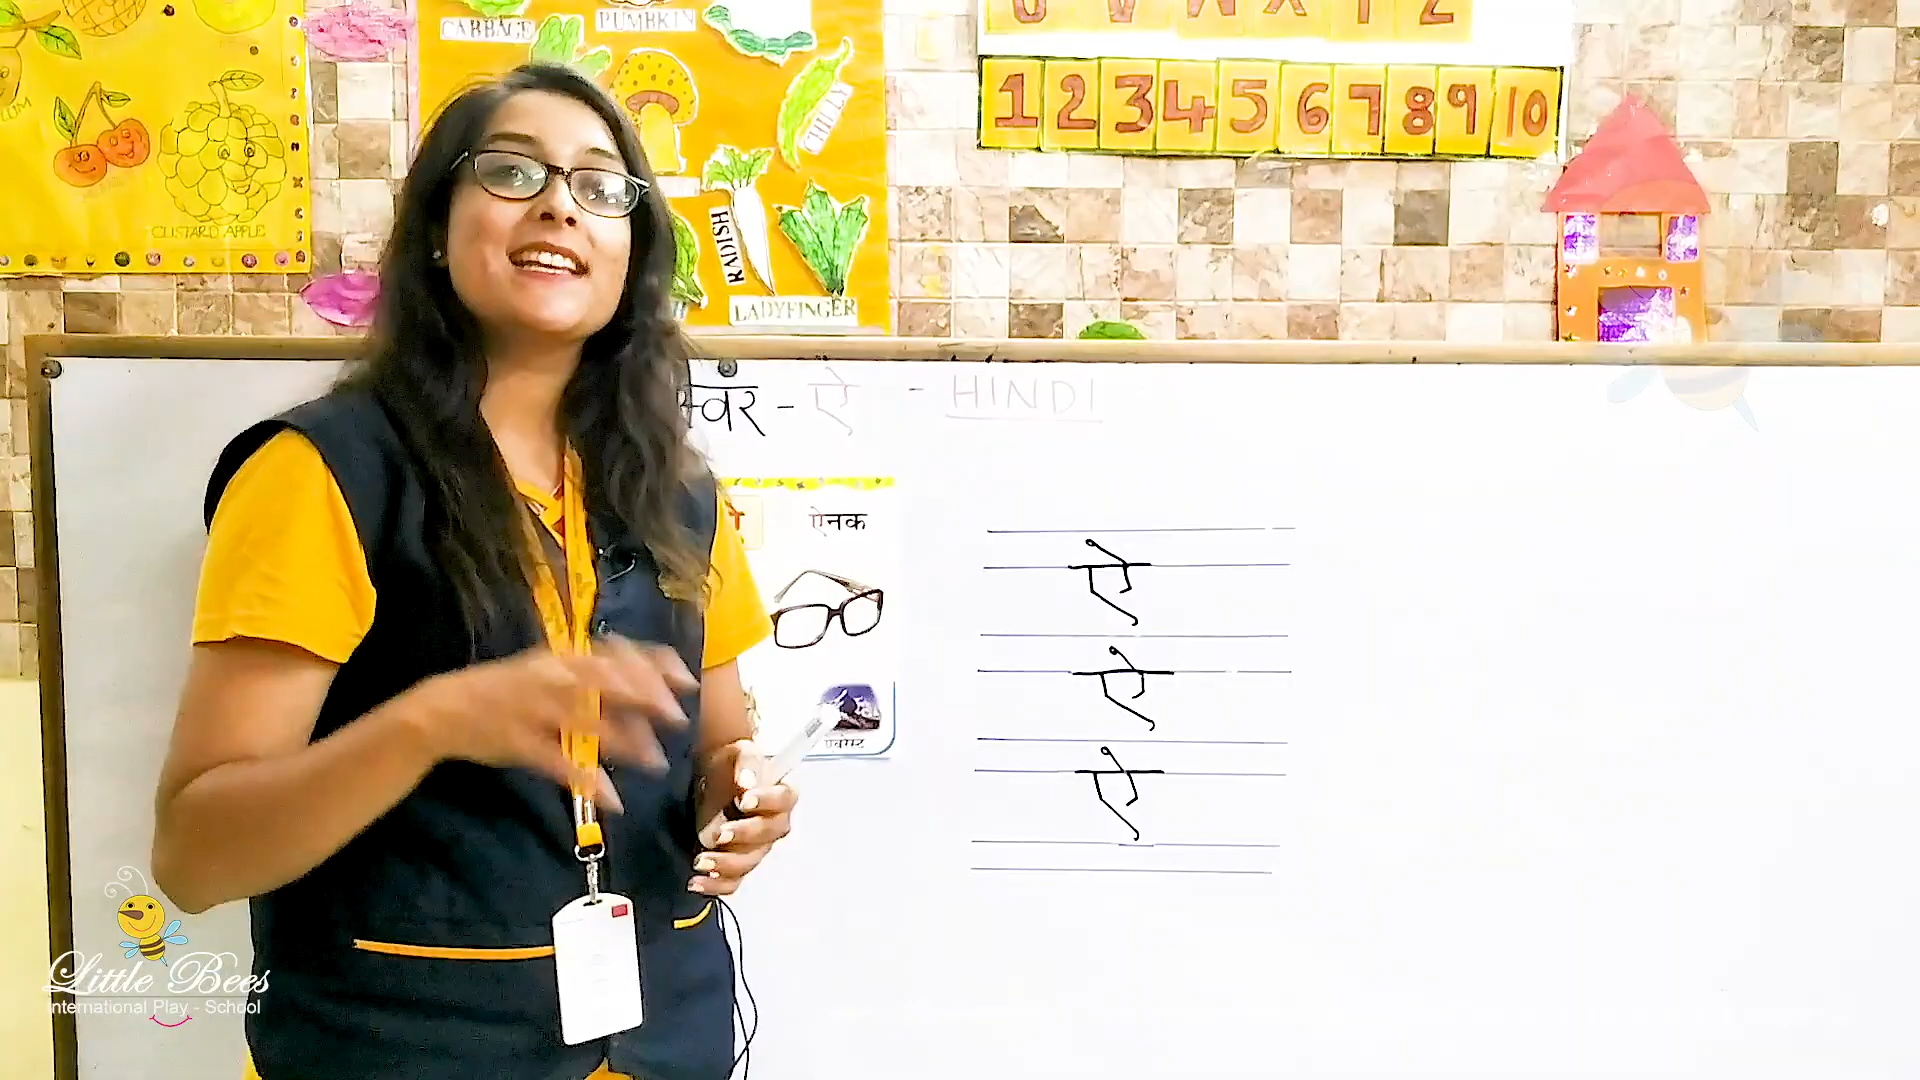 CABBAGE
PUMPKIN
CHILLY
RADISH
LADYFINGER
CUSTARD APPLE
U V W X Y Z
1 2 3 4 5 6 7 8 9 10
स्वर - ऐ - HINDI
ऐनक
एवरेस्ट
ऐ
ऐ
ऐ
Little Bees
International Play - School